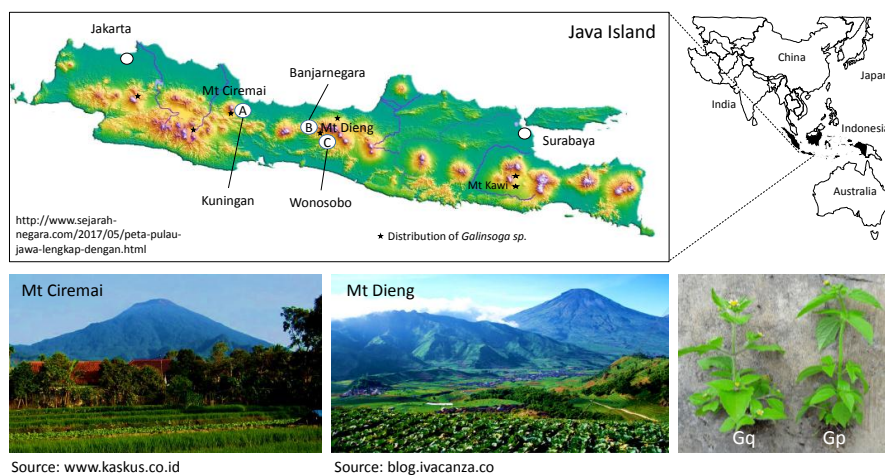 Java Island
Jakarta
Banjarnegara
Mt Ciremai
A
B
Mt Dieng
C
Surabaya
Mt Kawi
Kuningan
Wonosobo
http://www.sejarah-
negara.com/2017/05/peta-pulau-
jawa-lengkap-dengan.html
★ Distribution of Galinsoga sp.
China
Japan
India
Indonesia
Australia
Mt Ciremai
Mt Dieng
Gq
Gp
Source: www.kaskus.co.id
Source: blog.ivacanza.co